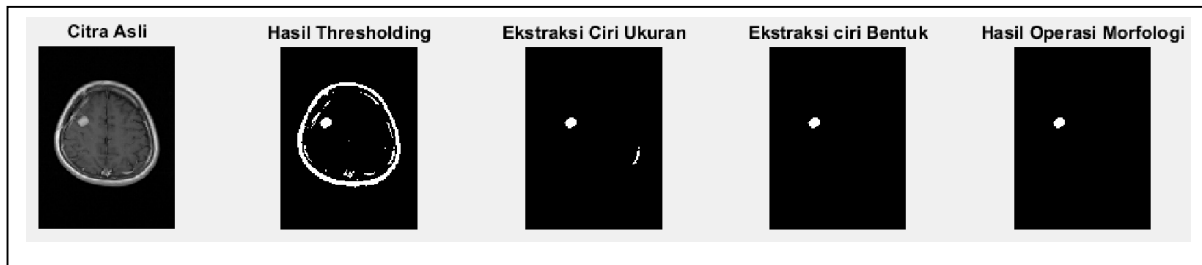 Citra Asli
Hasil Thresholding
Ekstraksi Ciri Ukuran
Ekstraksi ciri Bentuk
Hasil Operasi Morfologi